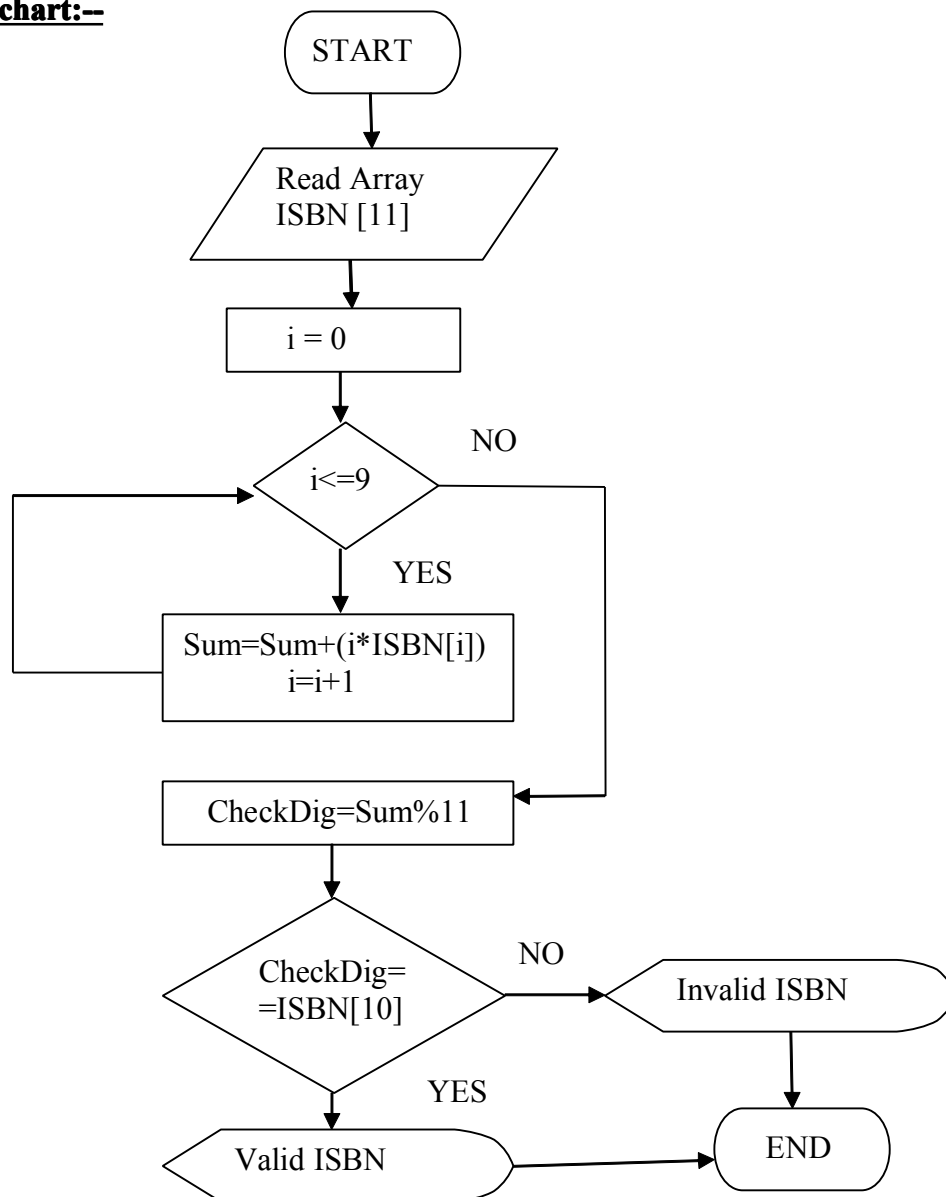 chart:--
START
Read Array
ISBN [11]
i = 0
i<=9
NO
YES
Sum=Sum+(i*ISBN[i])
i=i+1
CheckDig=Sum%11
CheckDig=
=ISBN[10]
NO
Invalid ISBN
YES
Valid ISBN
END